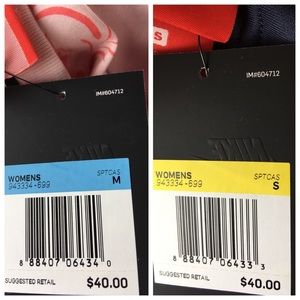 IM#604712
WOMENS
943334-699
SPTCAS
M
8 88407 06434 0
SUGGESTED RETAIL
$40.00
S
IM#604712
NIKE
WOMENS
943334-699
SPTCAS
S
8 88407 06433 3
SUGGESTED RETAIL
$40.00